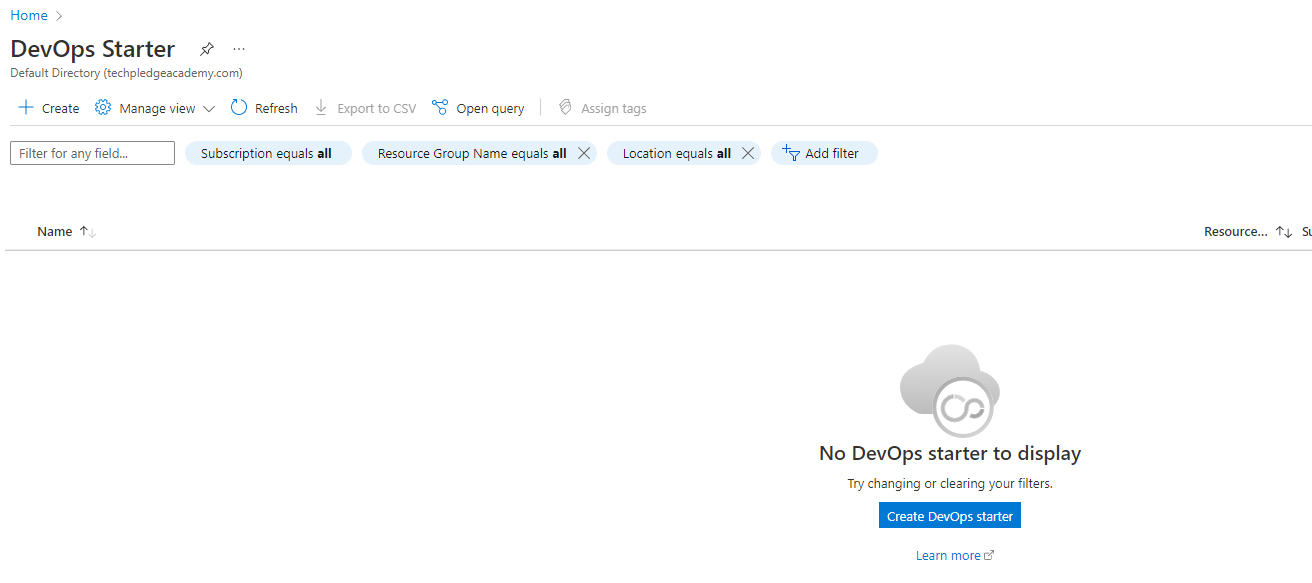 Home
DevOps Starter
Default Directory (techpledgeacademy.com)
Create Manage view Refresh Export to CSV Open query Assign tags
Filter for any field... Subscription equals all Resource Group Name equals all Location equals all Add filter
Name Resource... Su
No DevOps starter to display
Try changing or clearing your filters.
Create DevOps starter
Learn more